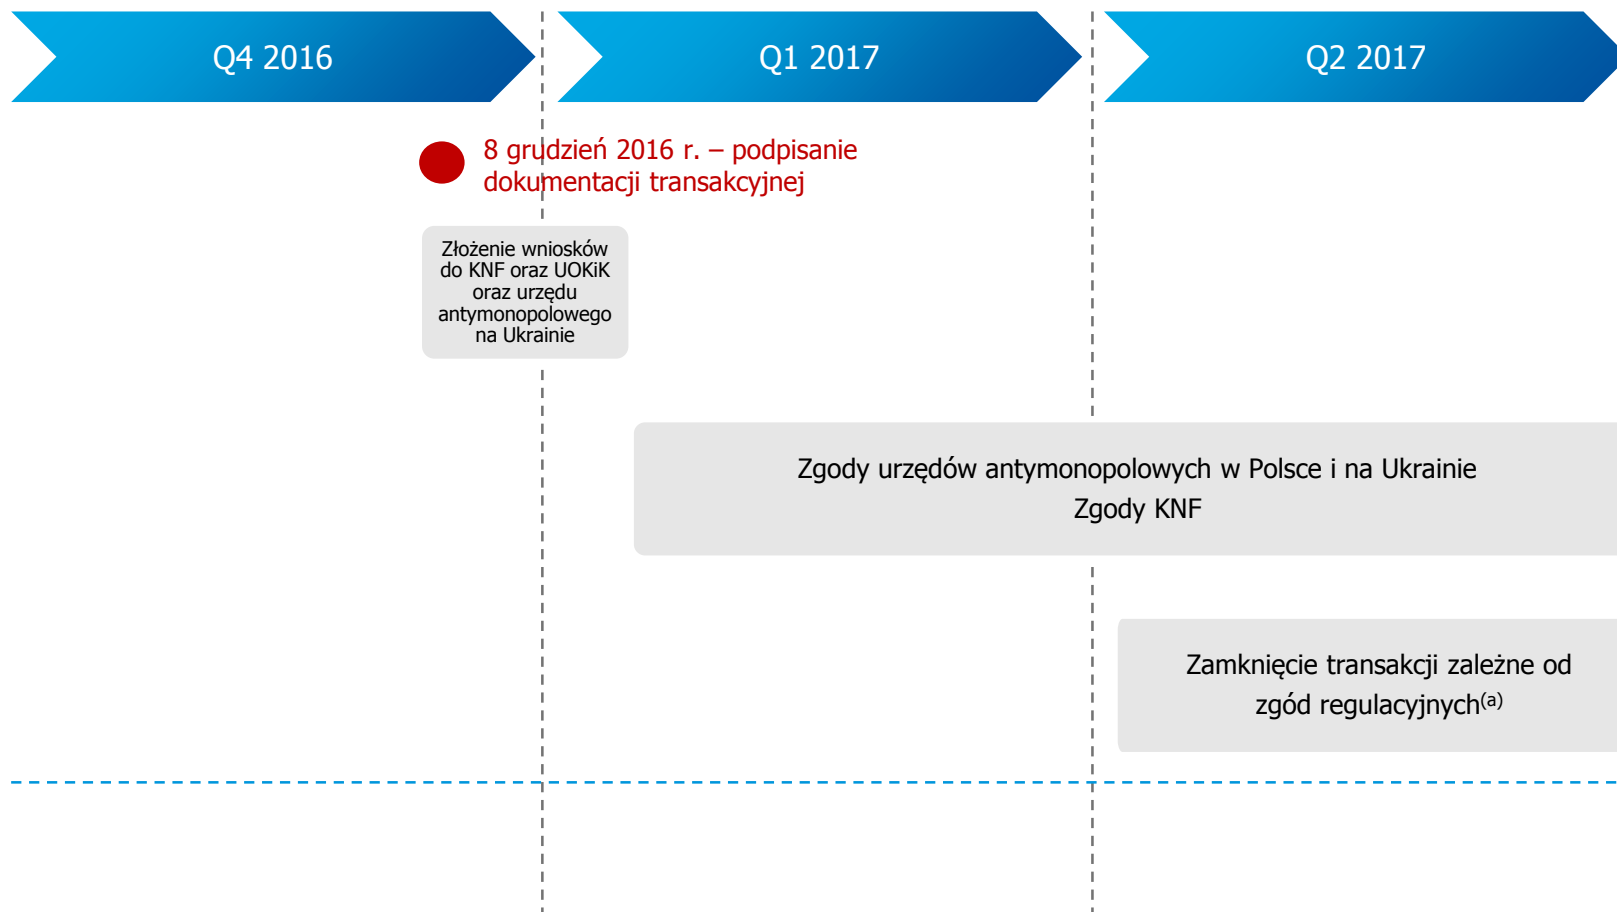 Q4 2016
Q1 2017
Q2 2017
8 grudzień 2016 r. – podpisanie
dokumentacji transakcyjnej
Złożenie wniosków
do KNF oraz UOKiK
oraz urzędu
antymonopolowego
na Ukrainie
Zgody urzędów antymonopolowych w Polsce i na Ukrainie
Zgody KNF
Zamknięcie transakcji zależne od
zgód regulacyjnych(a)